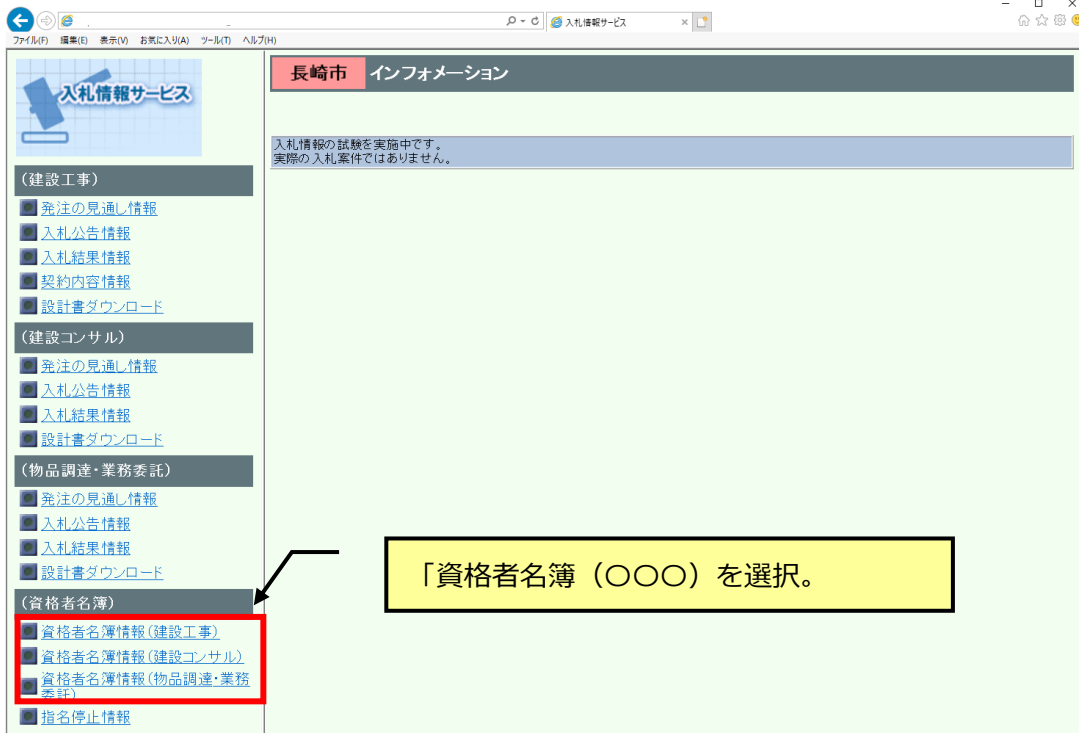 入札情報サービス
ファイル(F) 編集(E) 表示(V) お気に入り(A) ツール(T) ヘルプ(H)
入札情報サービス
(建設工事)
発注の見通し情報
入札公告情報
入札結果情報
契約内容情報
設計書ダウンロード
(建設コンサル)
発注の見通し情報
入札公告情報
入札結果情報
設計書ダウンロード
(物品調達・業務委託)
発注の見通し情報
入札公告情報
入札結果情報
設計書ダウンロード
(資格者名簿)
資格者名簿情報(建設工事)
資格者名簿情報(建設コンサル)
資格者名簿情報(物品調達・業務
委託)
指名停止情報
長崎市 インフォメーション
入札情報の試験を実施中です。
実際の入札案件ではありません。
「資格者名簿（〇〇〇）を選択。